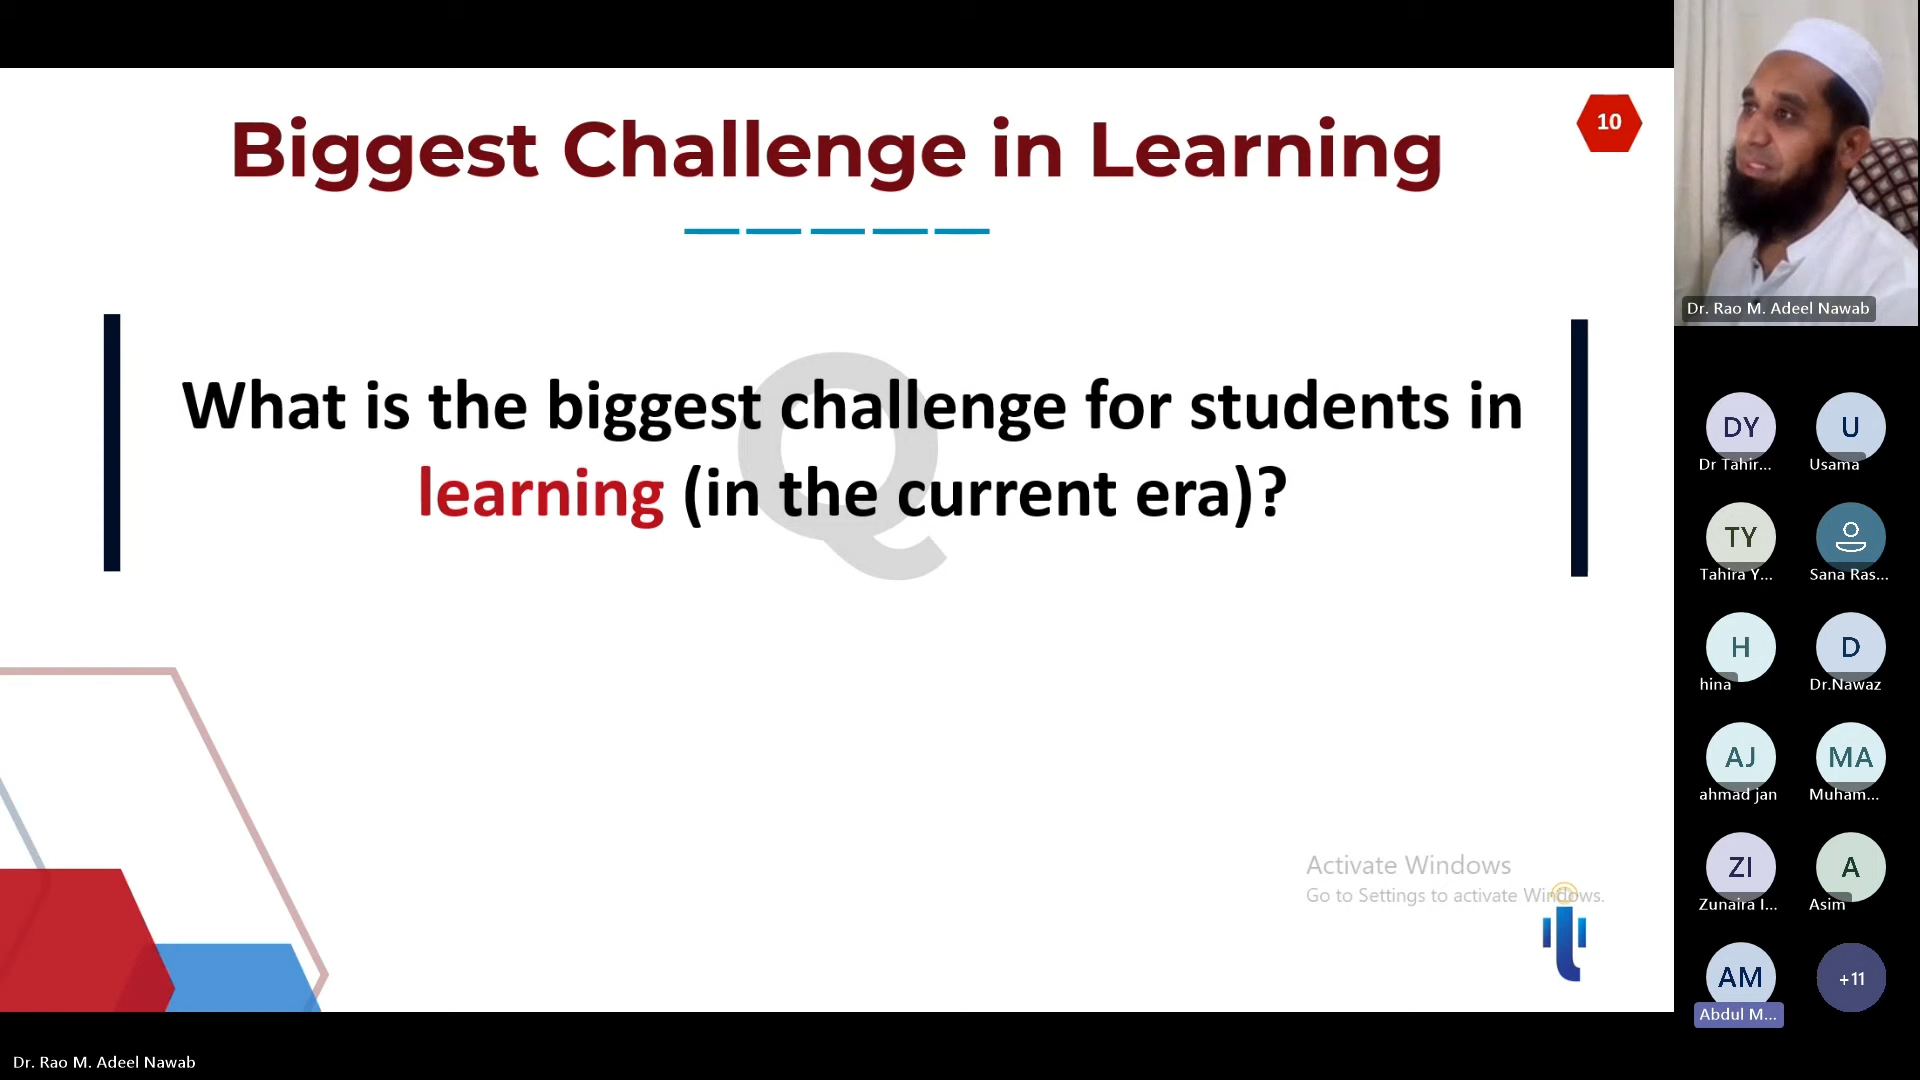 Biggest Challenge in Learning
10
Q
What is the biggest challenge for students in
learning (in the current era)?
Activate Windows
Go to Settings to activate Windows.
Dr. Rao M. Adeel Nawab
DY
Dr Tahir...
U
Usama
TY
Tahira Y...
Sana Ras...
H
hina
D
Dr.Nawaz
AJ
ahmad jan
MA
Muham...
ZI
Zunaira I...
A
Asim
AM
Abdul M...
+11
Dr. Rao M. Adeel Nawab